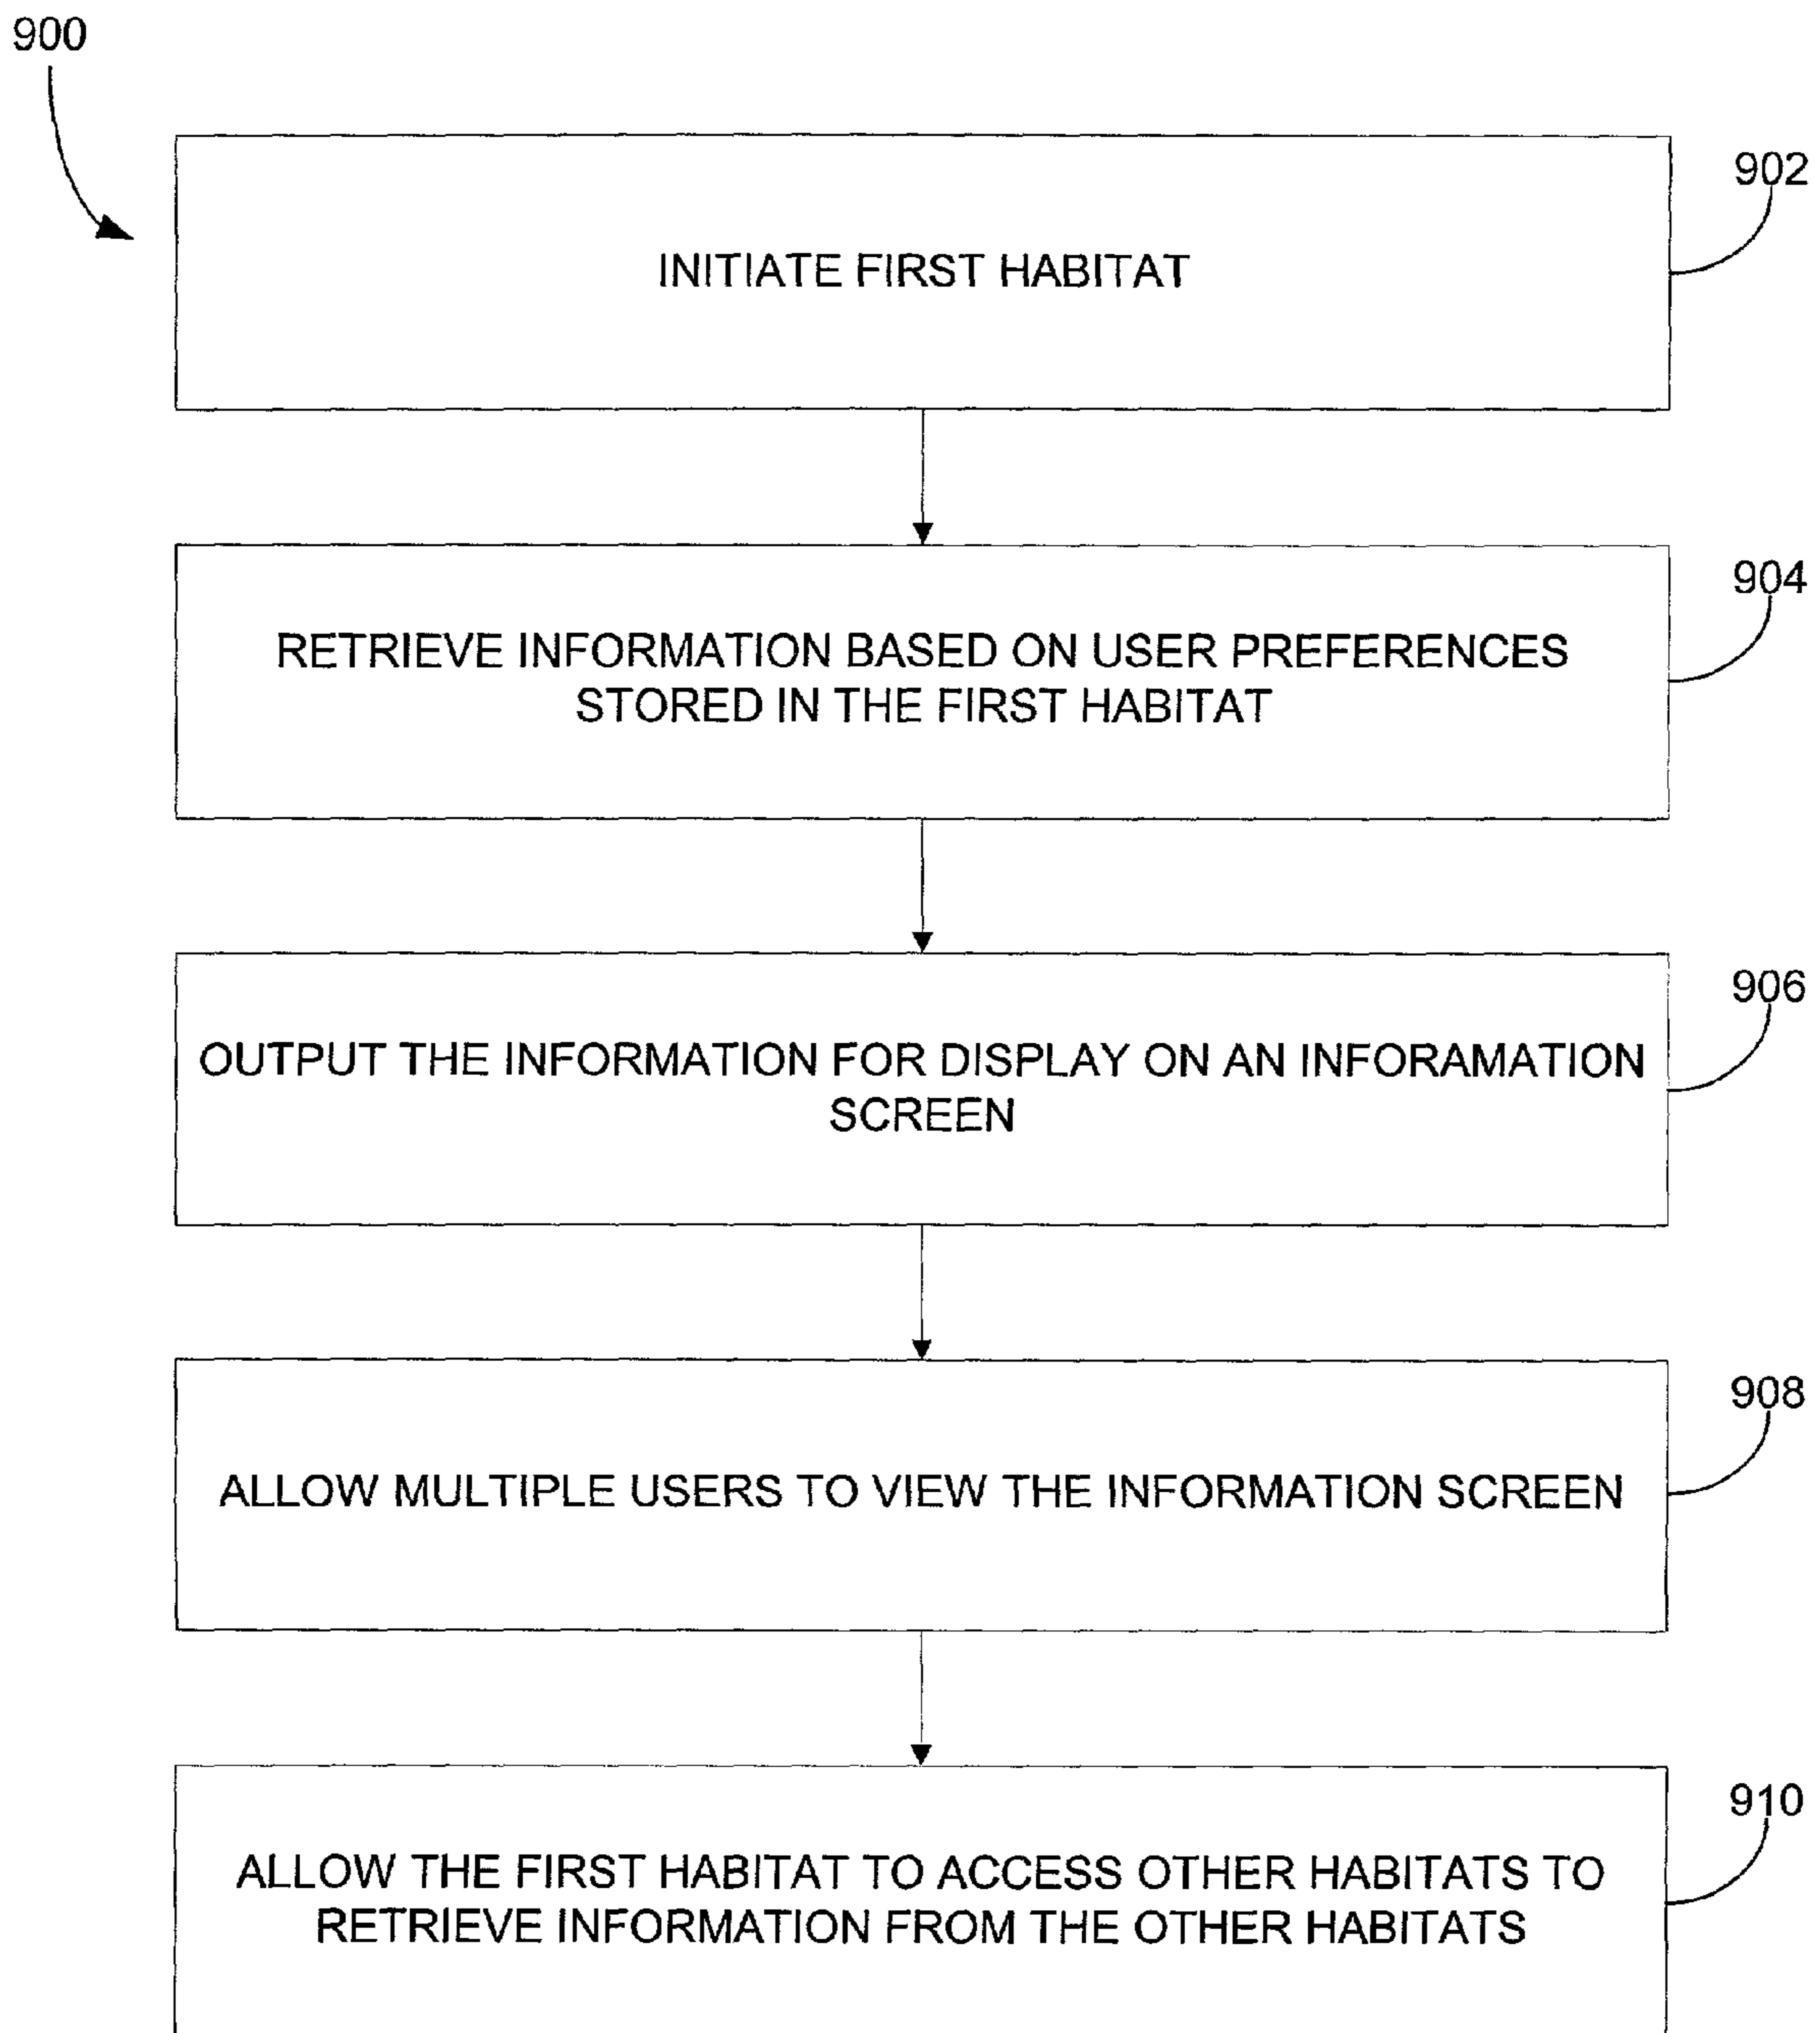 900
902
INITIATE FIRST HABITAT
904
RETRIEVE INFORMATION BASED ON USER PREFERENCES
STORED IN THE FIRST HABITAT
906
OUTPUT THE INFORMATION FOR DISPLAY ON AN INFORAMATION
SCREEN
908
ALLOW MULTIPLE USERS TO VIEW THE INFORMATION SCREEN
910
ALLOW THE FIRST HABITAT TO ACCESS OTHER HABITATS TO
RETRIEVE INFORMATION FROM THE OTHER HABITATS